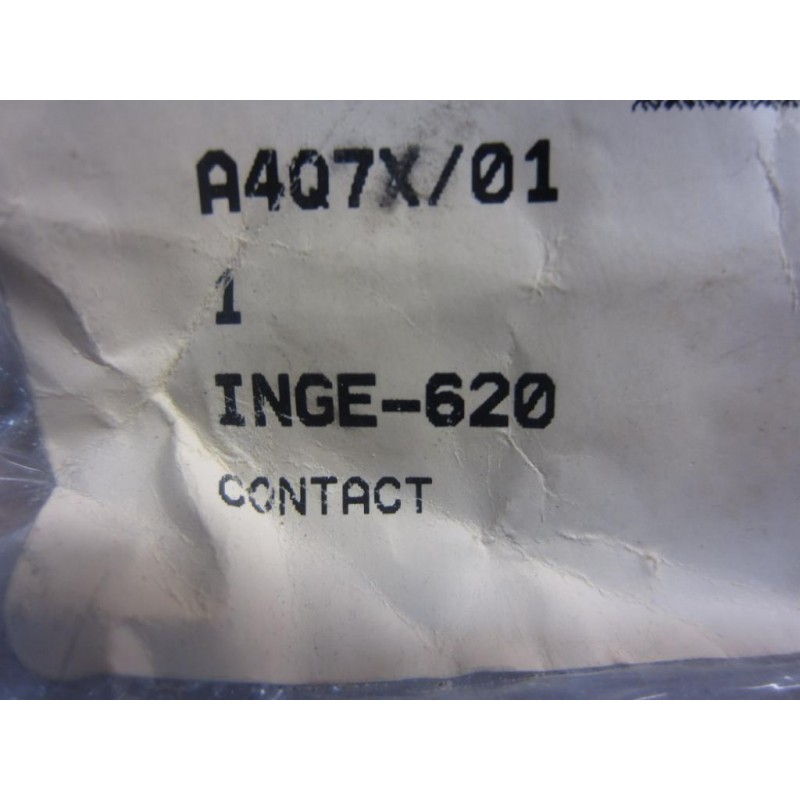 A4Q7X/01
1
INGE-620
CONTACT